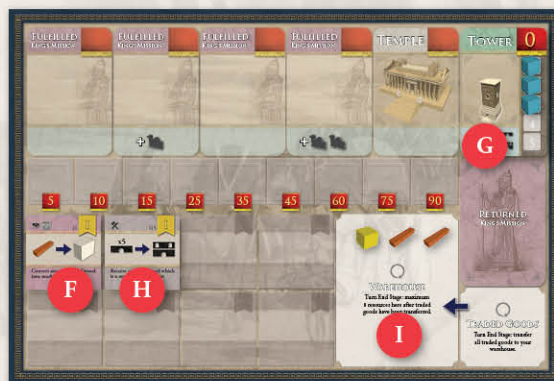 FULFILLED FULFILLED FULFILLED FULFILLED TEMPLE TOWER 0
KING'S MISSION KING'S MISSION KING'S MISSION KING'S MISSION
4
G
5
+ +
5 10 15 25 35 45 60 75 90
RETURNED
KING'S MISSION
x5
F H
WAREHOUSE
Turn End Stage: maximum
8 resources here after traded
goods have been transferred.
I
TRADED GOODS
Turn End Stage: transfer
all traded goods to your
warehouse.